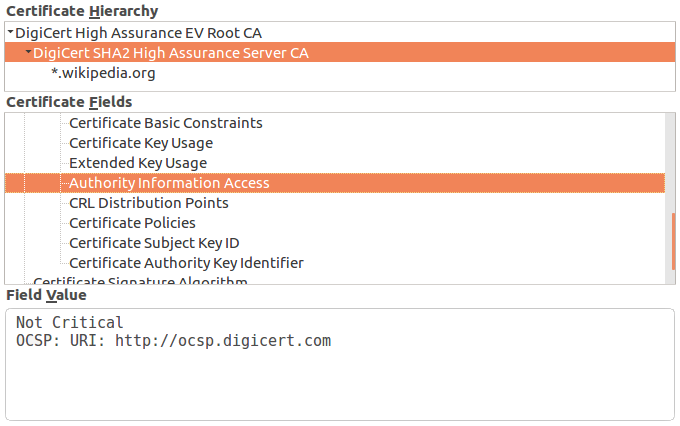 Certificate Hierarchy
DigiCert High Assurance EV Root CA
DigiCert SHA2 High Assurance Server CA
*.wikipedia.org
Certificate Fields
Certificate Basic Constraints
Certificate Key Usage
Extended Key Usage
Authority Information Access
CRL Distribution Points
Certificate Policies
Certificate Subject Key ID
Certificate Authority Key Identifier
Certificate Signature Algorithm
Field Value
Not Critical
OCSP: URI: http://ocsp.digicert.com